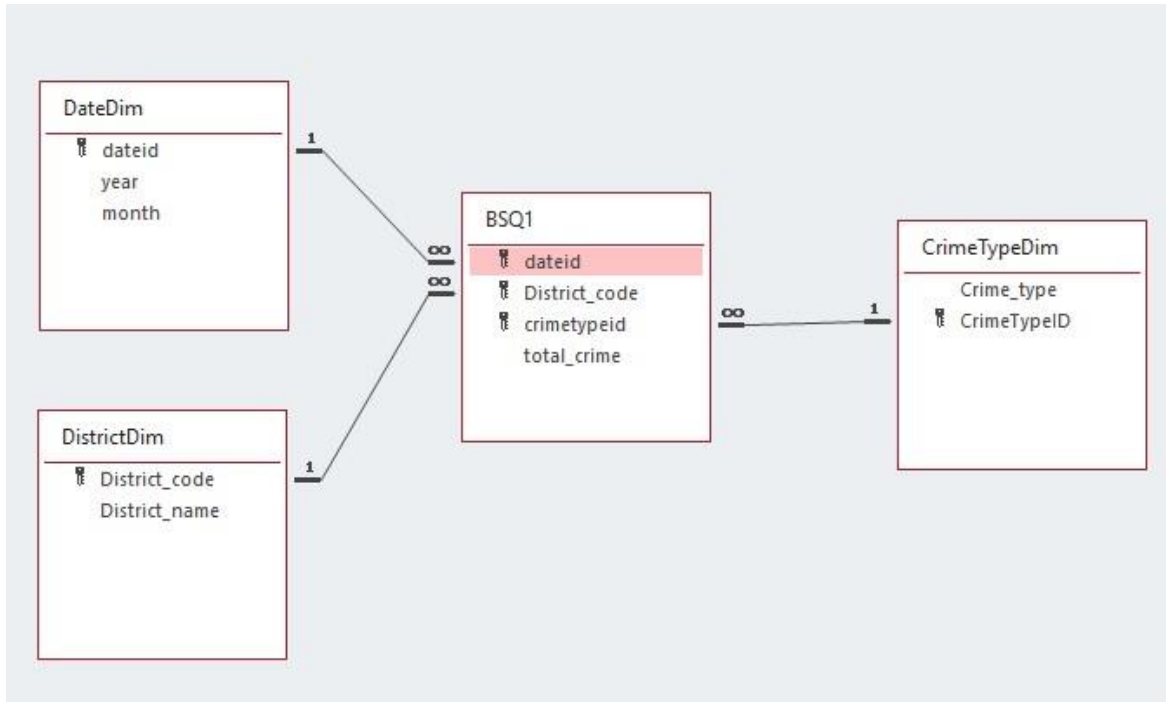 DateDim
dateid
year
month
1
∞
BSQ1
dateid
District_code
crimetypeid
total_crime
∞
∞
1
CrimeTypeDim
Crime_type
CrimeTypeID
DistrictDim
District_code
District_name
1